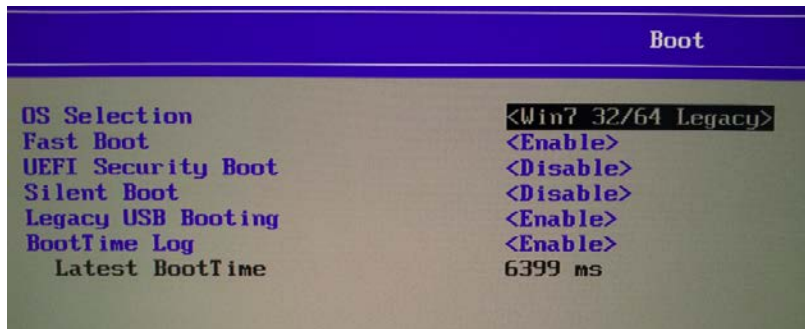 Boot
OS Selection <Win7 32/64 Legacy>
Fast Boot <Enable>
UEFI Security Boot <Disable>
Silent Boot <Disable>
Legacy USB Booting <Enable>
BootTime Log <Enable>
Latest BootTime 6399 ms